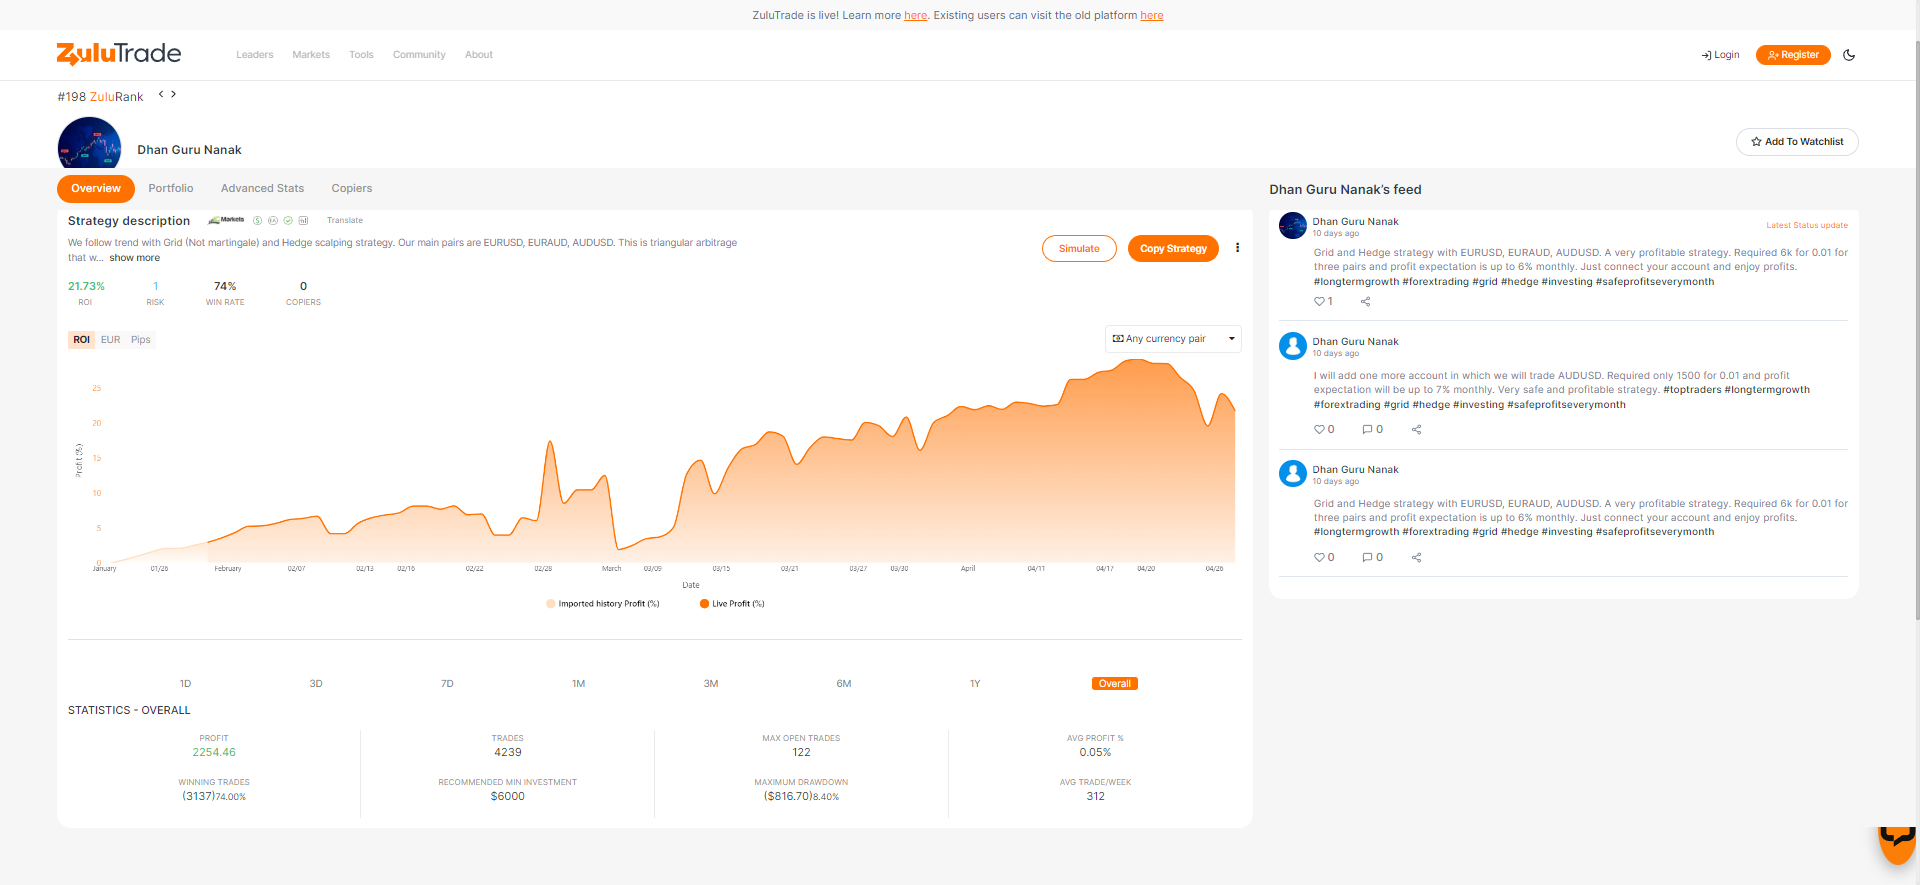 ZuluTrade is live! Learn more here. Existing users can visit the old platform here
ZuluTrade
Leaders Markets Tools Community About
Login Register
#198 ZuluRank < >
Dhan Guru Nanak
Add To Watchlist
Overview Portfolio Advanced Stats Copiers
Strategy description Markets Translate
We follow trend with Grid (Not martingale) and Hedge scalping strategy. Our main pairs are EURUSD, EURAUD, AUDUSD. This is triangular arbitrage
that w... show more
Simulate Copy Strategy
21.73% 1 74% 0
ROI RISK WIN RATE COPIERS
ROI EUR Pips
Any currency pair
Profit (%)
25
20
15
10
5
0
January 01/26 February 02/07 02/13 02/16 02/22 02/28 March 03/09 03/15 03/21 03/27 03/30 April 04/11 04/17 04/20 04/26
Date
Imported history Profit (%) Live Profit (%)
1D 3D 7D 1M 3M 6M 1Y Overall
STATISTICS - OVERALL
PROFIT TRADES MAX OPEN TRADES AVG PROFIT %
2254.46 4239 122 0.05%
WINNING TRADES RECOMMENDED MIN INVESTMENT MAXIMUM DRAWDOWN AVG TRADE/WEEK
(3137)74.00% $6000 ($816.70)8.40% 312
Dhan Guru Nanak's feed
Dhan Guru Nanak
10 days ago
Latest Status update
Grid and Hedge strategy with EURUSD, EURAUD, AUDUSD. A very profitable strategy. Required 6k for 0.01 for
three pairs and profit expectation is up to 6% monthly. Just connect your account and enjoy profits.
#longtermgrowth #forextrading #grid #hedge #investing #safeprofitseverymonth
1
Dhan Guru Nanak
10 days ago
I will add one more account in which we will trade AUDUSD. Required only 1500 for 0.01 and profit
expectation will be up to 7% monthly. Very safe and profitable strategy. #toptraders #longtermgrowth
#forextrading #grid #hedge #investing #safeprofitseverymonth
0 0
Dhan Guru Nanak
10 days ago
Grid and Hedge strategy with EURUSD, EURAUD, AUDUSD. A very profitable strategy. Required 6k for 0.01 for
three pairs and profit expectation is up to 6% monthly. Just connect your account and enjoy profits.
#longtermgrowth #forextrading #grid #hedge #investing #safeprofitseverymonth
0 0